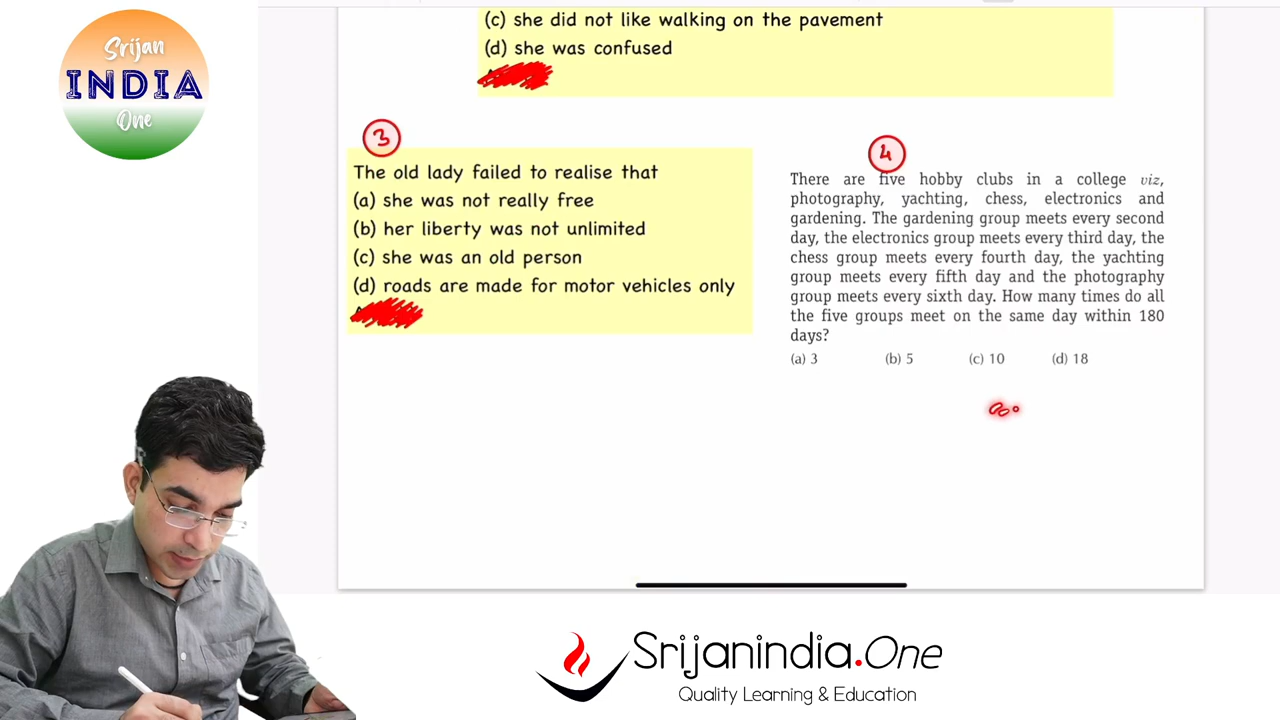 Srijan
INDIA
One
(c) she did not like walking on the pavement
(d) she was confused
3
The old lady failed to realise that
(a) she was not really free
(b) her liberty was not unlimited
(c) she was an old person
(d) roads are made for motor vehicles only
4
There are five hobby clubs in a college viz,
photography, yachting, chess, electronics and
gardening. The gardening group meets every second
day, the electronics group meets every third day, the
chess group meets every fourth day, the yachting
group meets every fifth day and the photography
group meets every sixth day. How many times do all
the five groups meet on the same day within 180
days?
(a) 3 (b) 5 (c) 10 (d) 18
Srijanindia.One
Quality Learning & Education